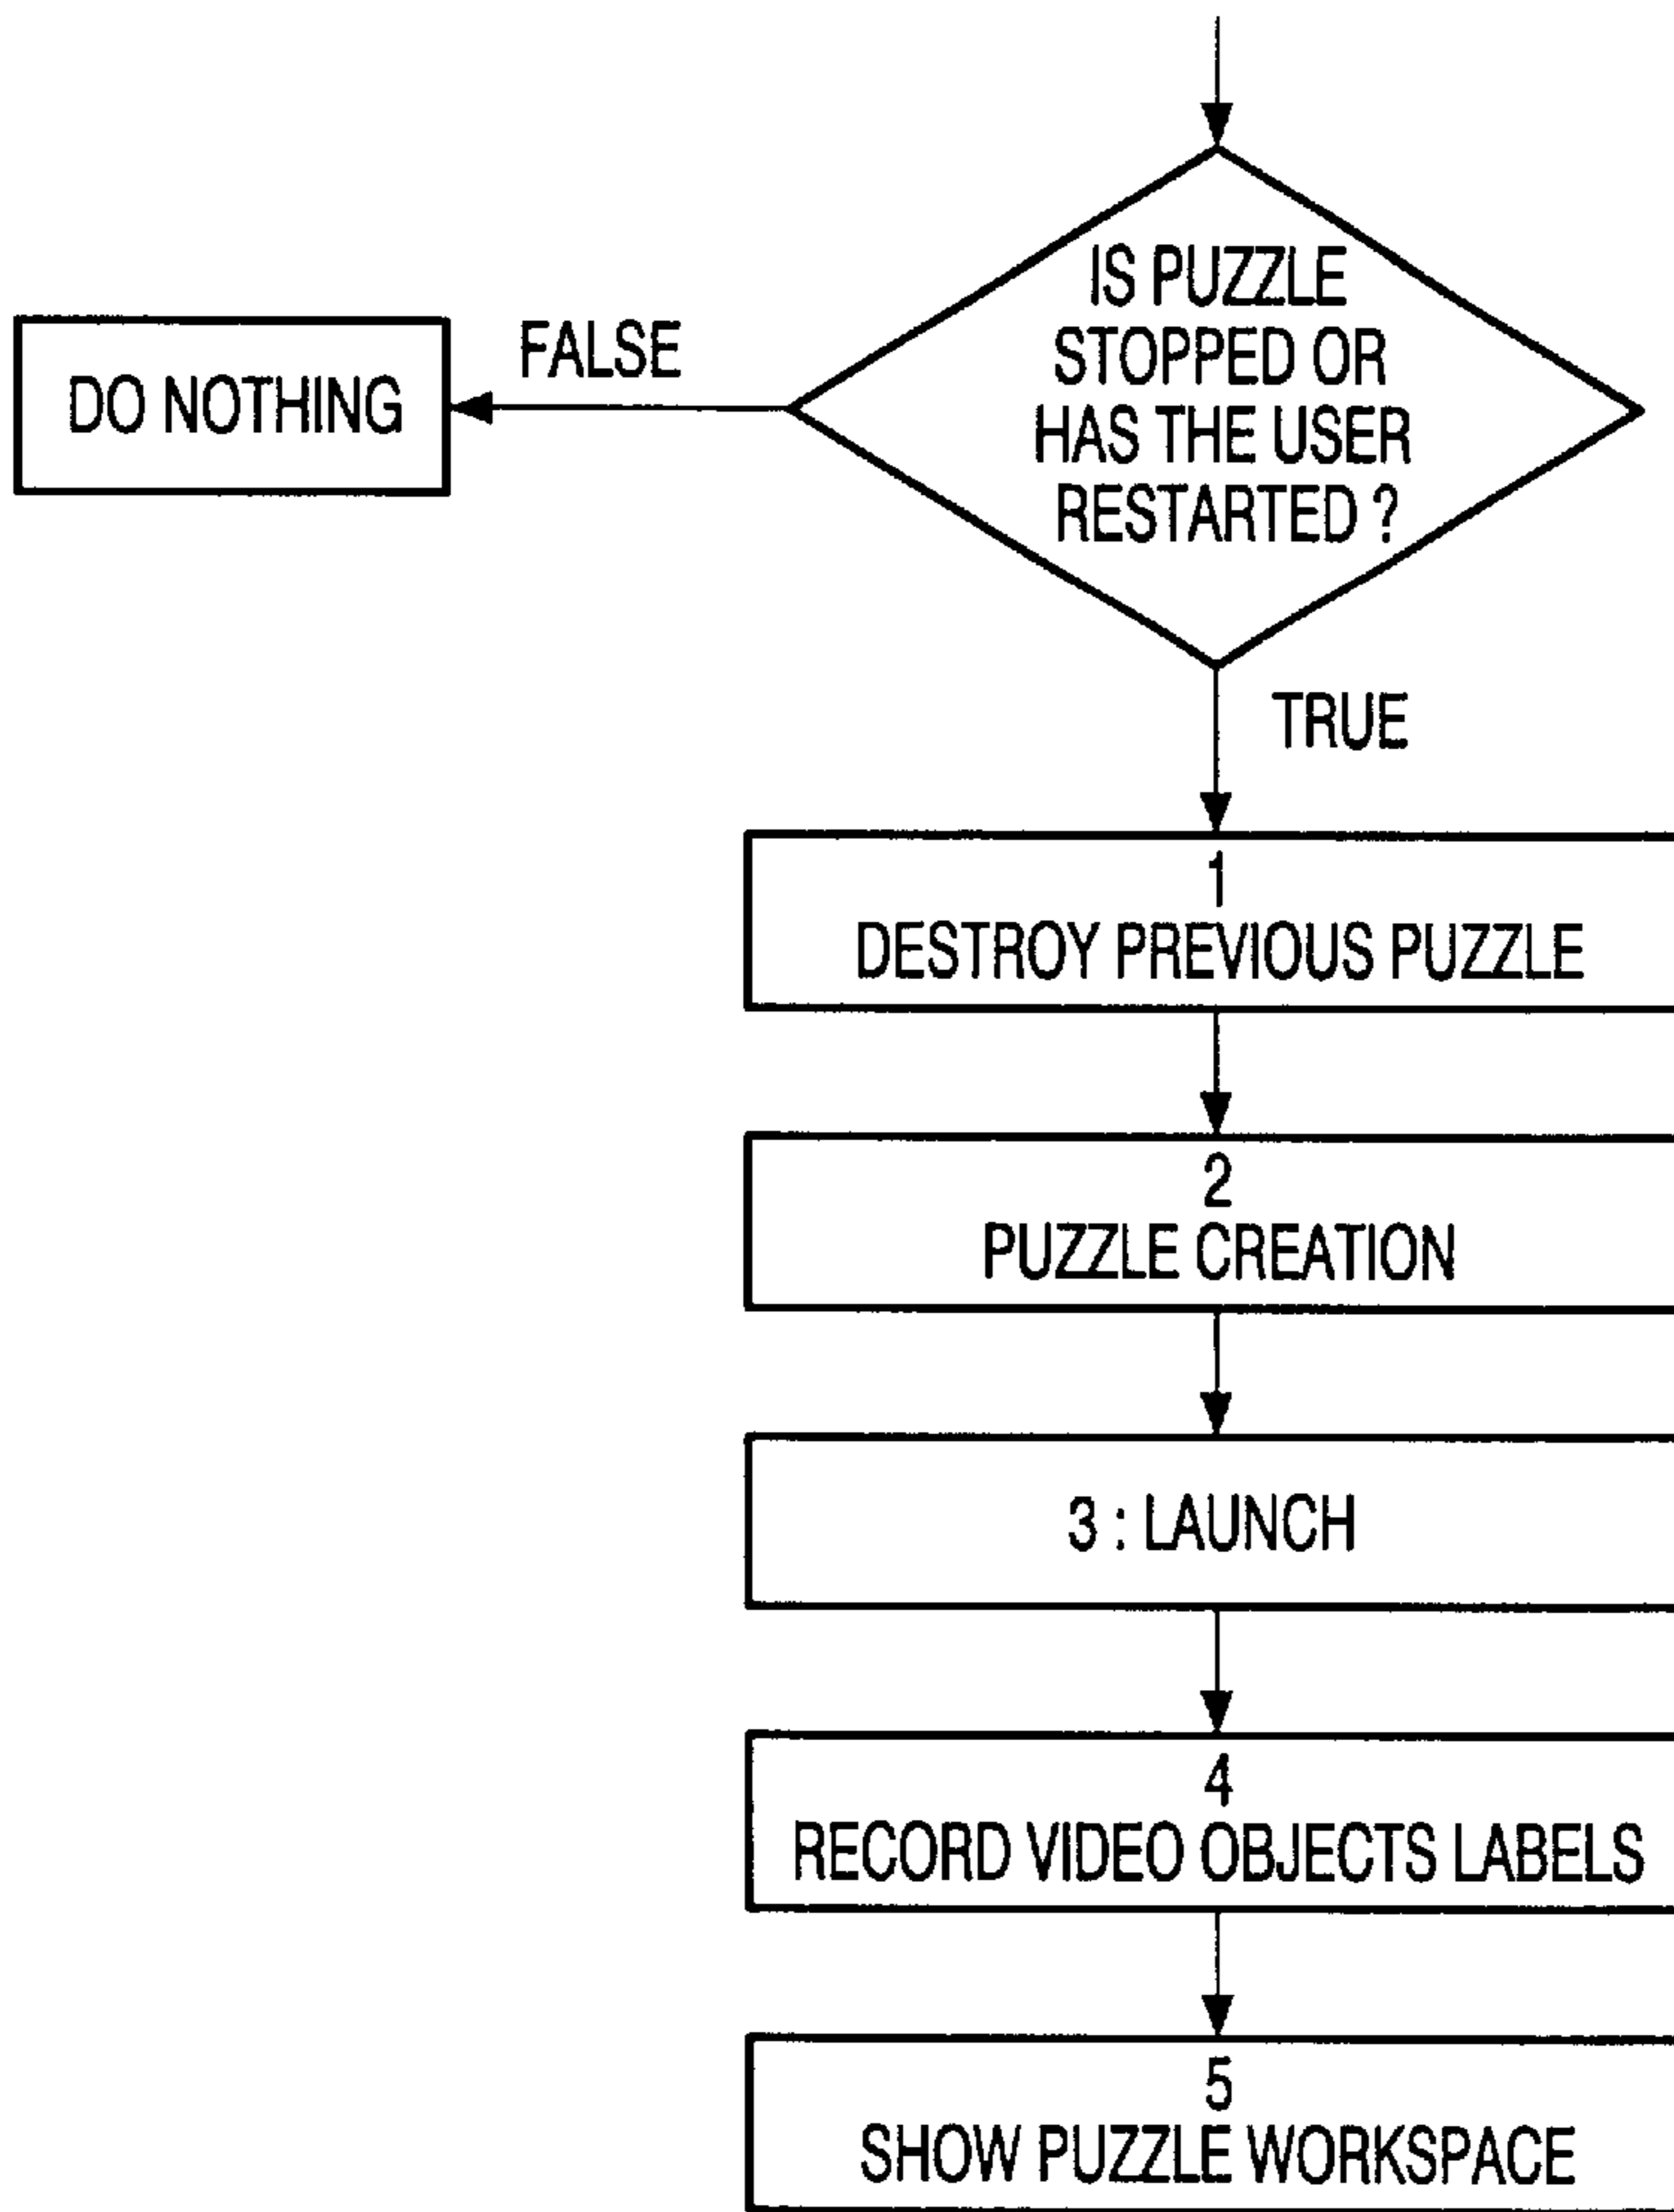 IS PUZZLE
STOPPED OR
HAS THE USER
RESTARTED ?
FALSE
DO NOTHING
TRUE
1
DESTROY PREVIOUS PUZZLE
2
PUZZLE CREATION
3 : LAUNCH
4
RECORD VIDEO OBJECTS LABELS
5
SHOW PUZZLE WORKSPACE